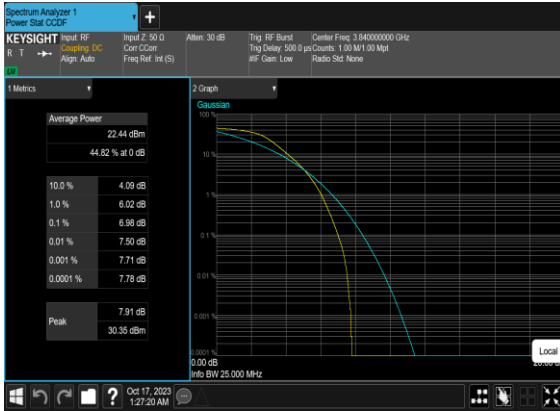 Spectrum Analyzer 1
Power Stat CCDF
KEYSIGHT
R T
Input: RF
Coupling: DC
Align: Auto
Input Z: 50 Ω
Corr CCorr
Freq Ref: Int (S)
Atten: 30 dB
Trig: RF Burst
Trig Delay: 500.0 µs
#IF Gain: Low
Center Freq: 3.840000000 GHz
Counts: 1.00 M/1.00 Mpt
Radio Std: None
1 Metrics
Average Power
22.44 dBm
44.82 % at 0 dB
10.0 % 4.09 dB
1.0 % 6.02 dB
0.1 % 6.98 dB
0.01 % 7.50 dB
0.001 % 7.71 dB
0.0001 % 7.78 dB
Peak
7.91 dB
30.35 dBm
2 Graph
Gaussian
100 %
10 %
1 %
0.1 %
0.01 %
0.001 %
0.0001 %
0.00 dB
Info BW 25.000 MHz
Local
Oct 17, 2023
1:27:20 AM